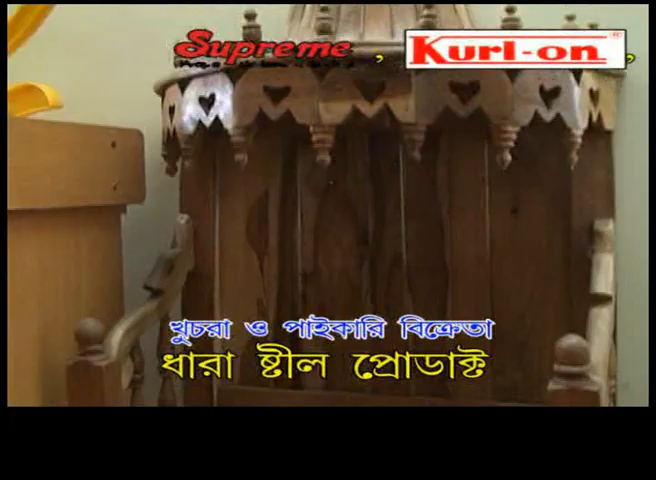 Supreme , Kurl-on ® ,
খুচরা ও পাইকারি বিক্রেতা
ধারা ষ্টীল প্রোডাক্ট